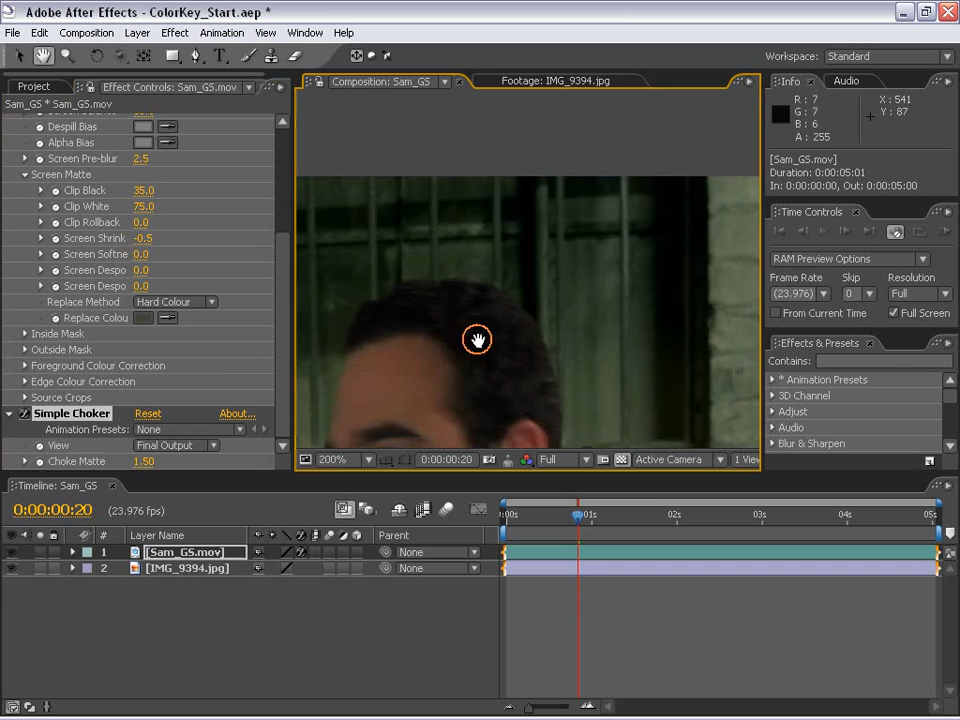 Adobe After Effects - ColorKey_Start.aep *
File Edit Composition Layer Effect Animation View Window Help
Workspace: Standard
Project Effect Controls: Sam_GS.mov
Composition: Sam_GS
Footage: IMG_9394.jpg
Info Audio
Sam_GS * Sam_GS.mov
Despill Bias
Alpha Bias
Screen Pre-blur 2.5
Screen Matte
Clip Black 35.0
Clip White 75.0
Clip Rollback 0.0
Screen Shrink -0.5
Screen Softne 0.0
Screen Despo 0.0
Screen Despo 0.0
Replace Method Hard Colour
Replace Colou
Inside Mask
Outside Mask
Foreground Colour Correction
Edge Colour Correction
Source Crops
Simple Choker Reset About...
Animation Presets: None
View Final Output
Choke Matte 1.50
200% 0:00:00:20 Full Active Camera 1 Vie
R: 7 X: 541
G: 7 Y: 87
B: 6
A: 255
[Sam_GS.mov]
Duration: 0:00:05:01
In: 0:00:00:00, Out: 0:00:05:00
Time Controls
RAM Preview Options
Frame Rate Skip Resolution
(23.976) 0 Full
From Current Time Full Screen
Effects & Presets
Contains:
* Animation Presets
3D Channel
Adjust
Audio
Blur & Sharpen
Timeline: Sam_GS
0:00:00:20 (23.976 fps)
# Layer Name Parent
1 [Sam_GS.mov] None
2 [IMG_9394.jpg] None
:00s 01s 02s 03s 04s 05s